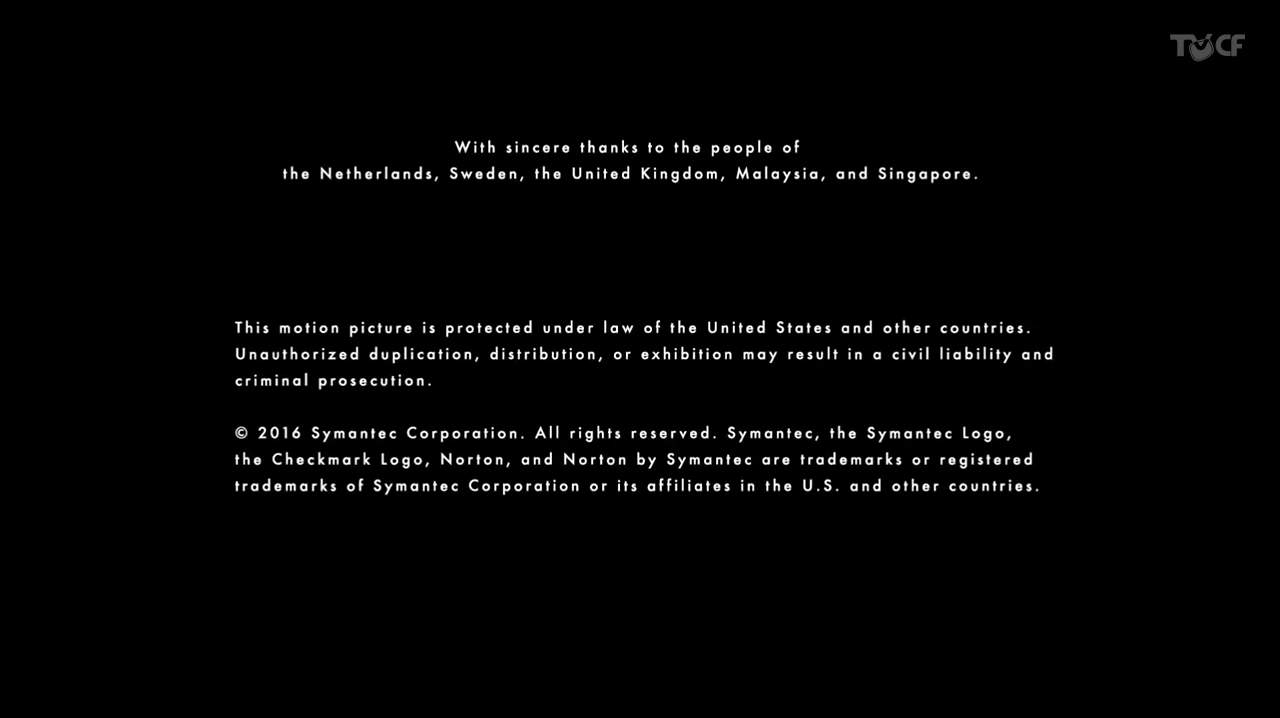 TVCF
With sincere thanks to the people of
the Netherlands, Sweden, the United Kingdom, Malaysia, and Singapore.
This motion picture is protected under law of the United States and other countries.
Unauthorized duplication, distribution, or exhibition may result in a civil liability and
criminal prosecution.
© 2016 Symantec Corporation. All rights reserved. Symantec, the Symantec Logo,
the Checkmark Logo, Norton, and Norton by Symantec are trademarks or registered
trademarks of Symantec Corporation or its affiliates in the U.S. and other countries.